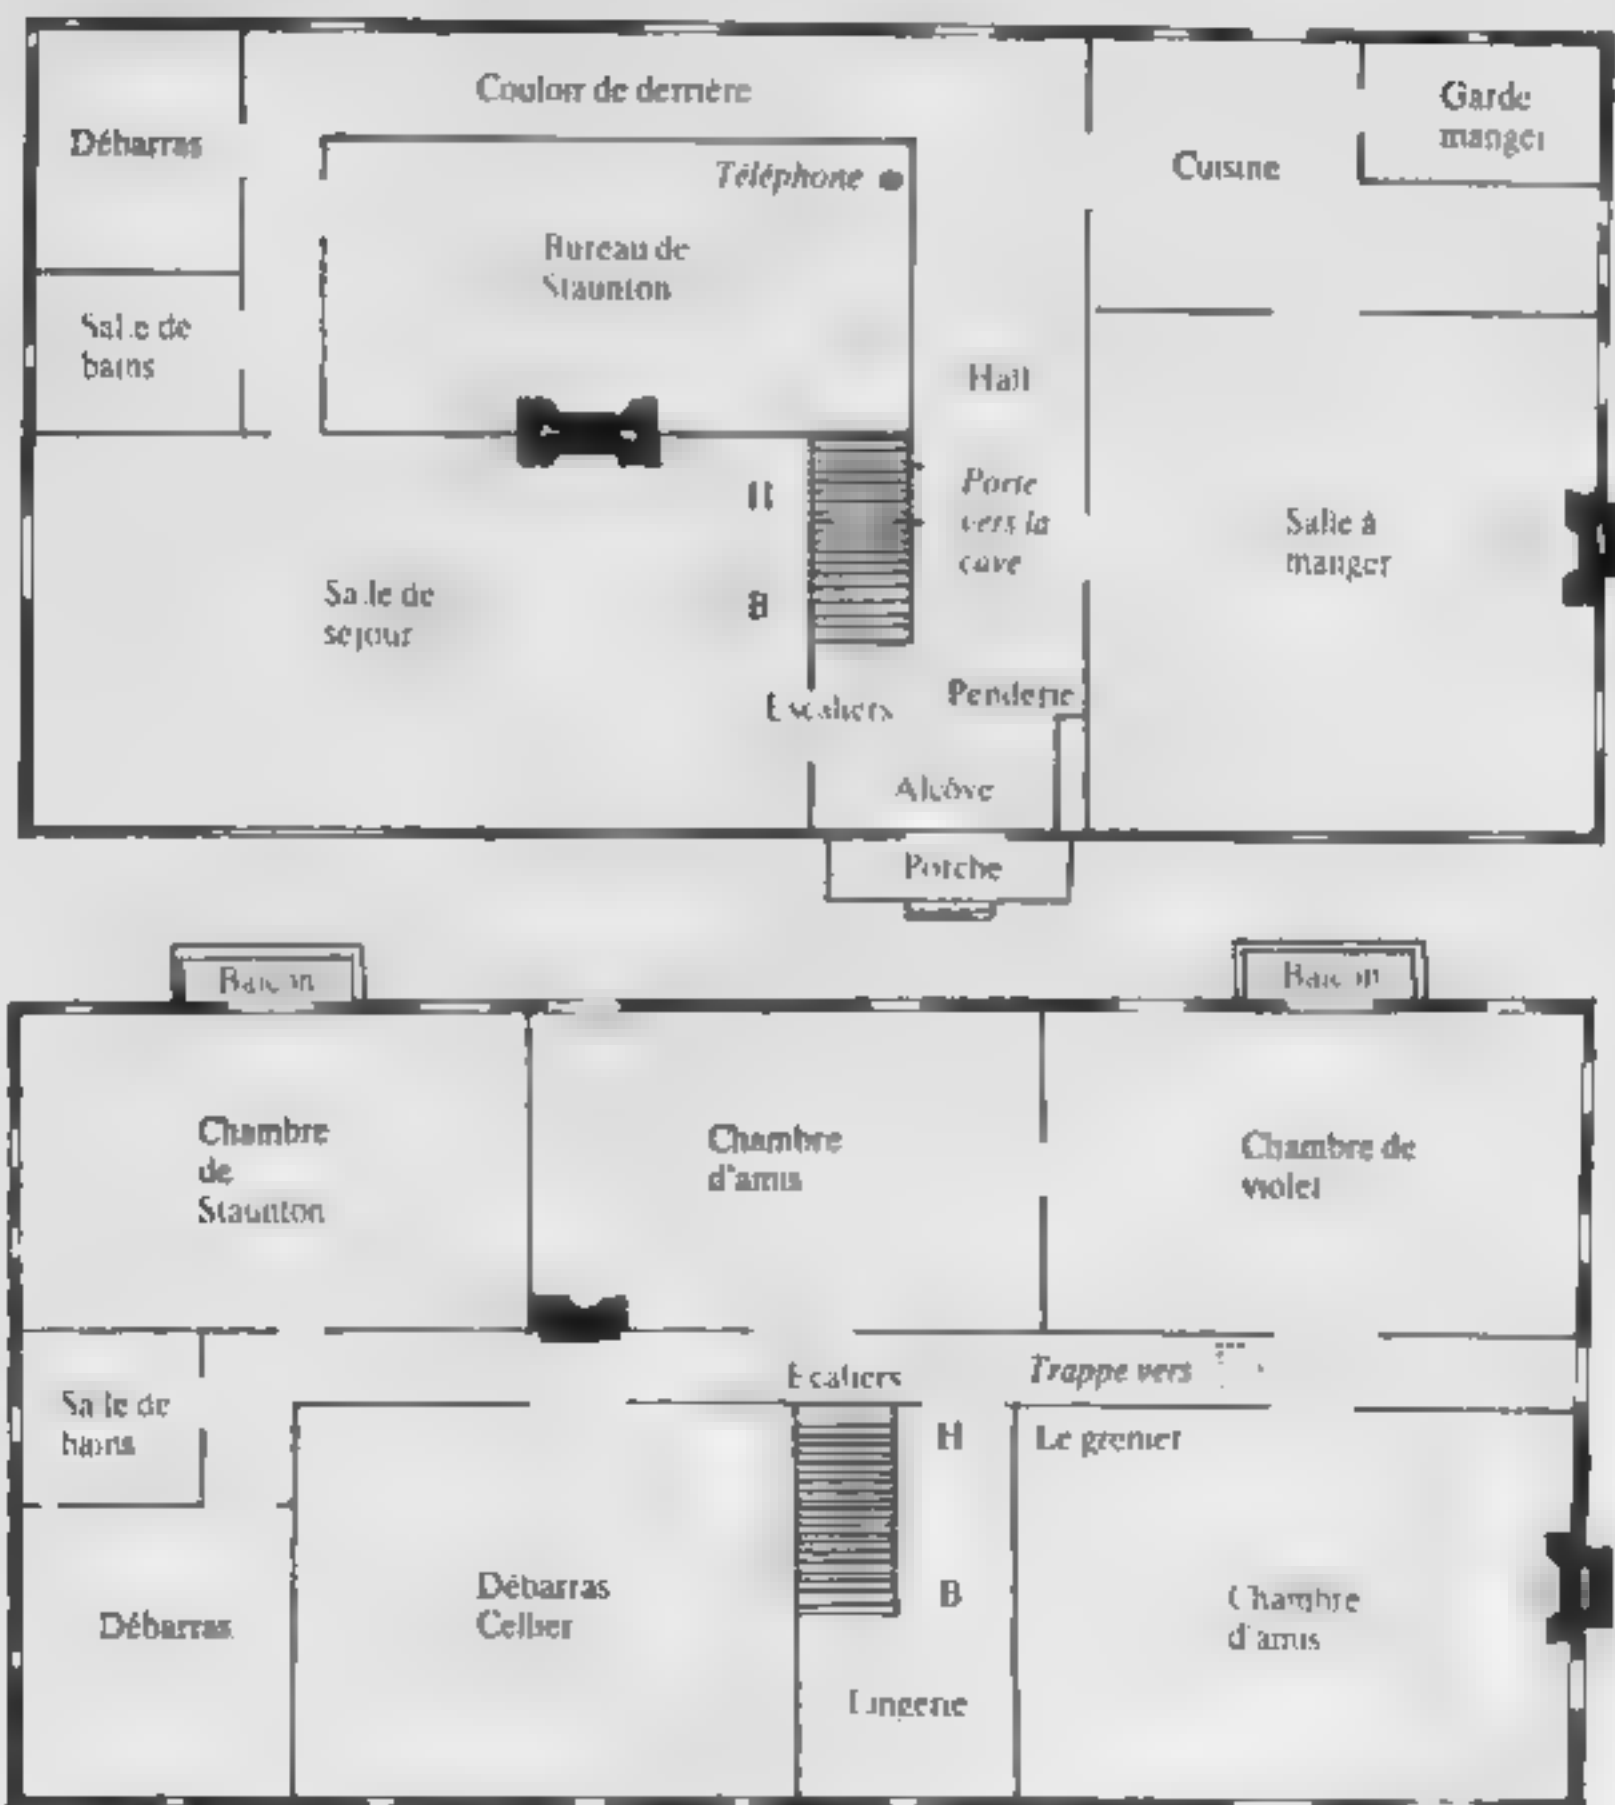 Couloir de derrière
Garde
manger
Débarras
Cuisine
Téléphone
Bureau de
Staunton
Salle de
bains
Hall
H
Porte
vers la
cave
Salle à
manger
Salle de
séjour
B
Penderie
Escaliers
Alcôve
Porche
Balcon
Balcon
Chambre
de
Staunton
Chambre
d'amis
Chambre de
violet
Trappe vers
Escaliers
Salle de
bains
H
Le grenier
Débarras
Cellier
B
Chambre
d'amis
Débarras
Lingerie